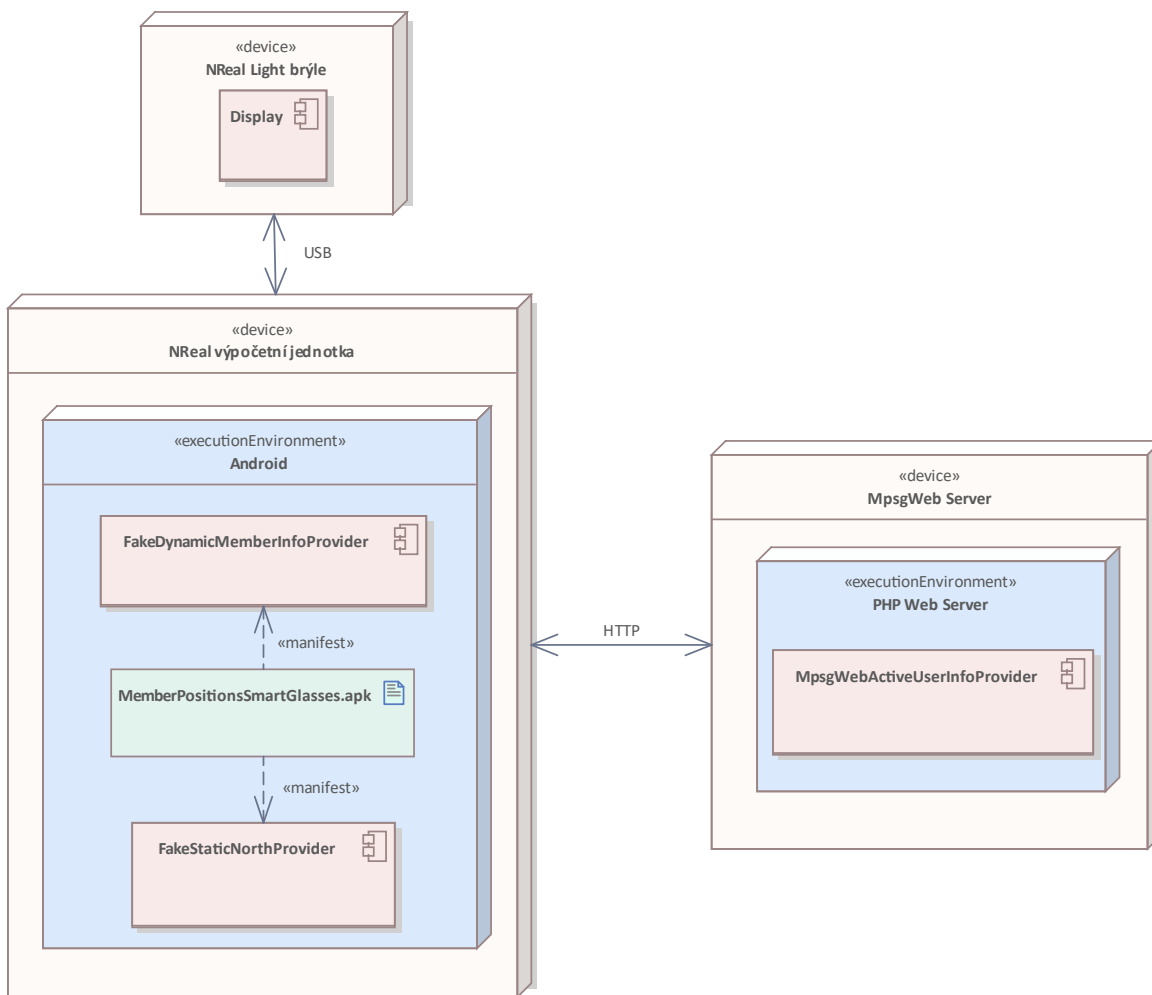 «device»
NReal Light brýle
Display
USB
«device»
NReal výpočetní jednotka
«executionEnvironment»
Android
FakeDynamicMemberInfoProvider
«manifest»
MemberPositionsSmartGlasses.apk
«manifest»
FakeStaticNorthProvider
HTTP
«device»
MpsgWeb Server
«executionEnvironment»
PHP Web Server
MpsgWebActiveUserInfoProvider